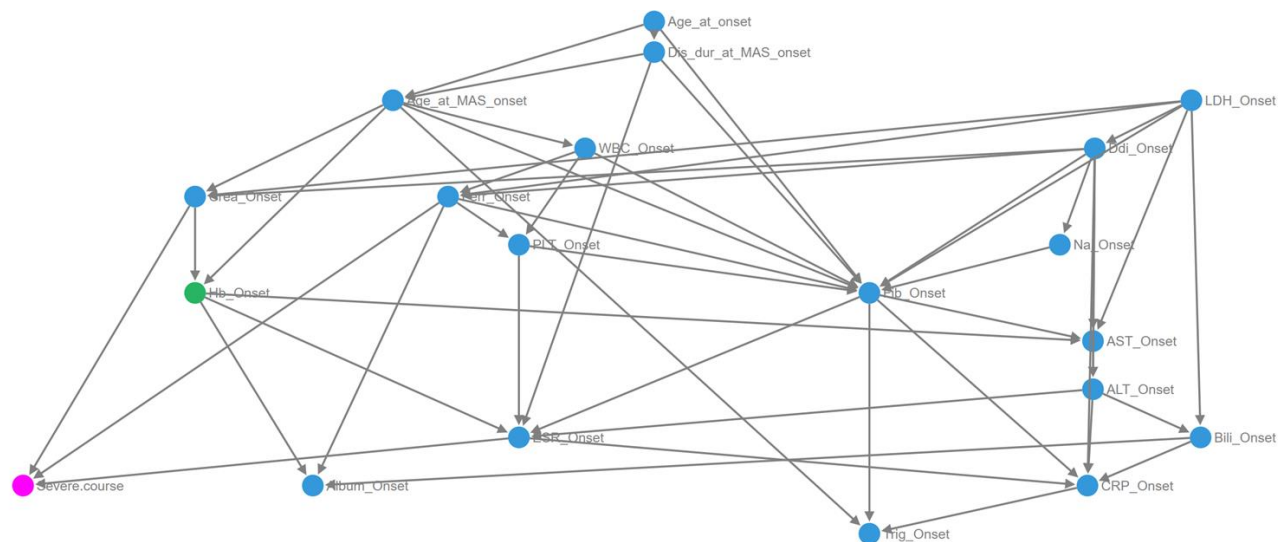 Age_at_onset
Dis_dur_at_MAS_onset
Age_at_MAS_onset
LDH_Onset
WBC_Onset
Ddi_Onset
Crea_Onset
Ferr_Onset
PLT_Onset
Na_Onset
Hb_Onset
Fib_Onset
AST_Onset
ALT_Onset
ESR_Onset
Bili_Onset
Severe.course
Album_Onset
CRP_Onset
Trig_Onset